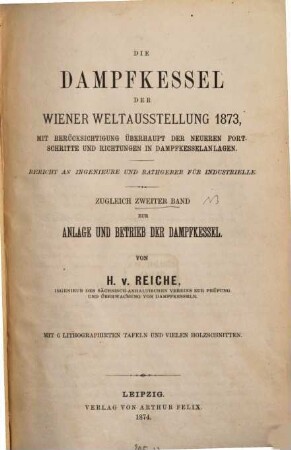 DIE
DAMPFKESSEL
DER
WIENER WELTAUSSTELLUNG 1873,
MIT BERÜCKSICHTIGUNG ÜBERHAUPT DER NEUEREN FORT-
SCHRITTE UND RICHTUNGEN IN DAMPFKESSELANLAGEN.
BERICHT AN INGENIEURE UND RATHGEBER FÜR INDUSTRIELLE.
ZUGLEICH ZWEITER BAND
ZUR
ANLAGE UND BETRIEB DER DAMPFKESSEL.
VON
H. v. REICHE,
INGENIEUR DES SÄCHSISCH-ANHALTISCHEN VEREINS ZUR PRÜFUNG
UND ÜBERWACHUNG VON DAMPFKESSELN.
MIT 6 LITHOGRAPHIRTEN TAFELN UND VIELEN HOLZSCHNITTEN.
LEIPZIG.
VERLAG VON ARTHUR FELIX.
1874.